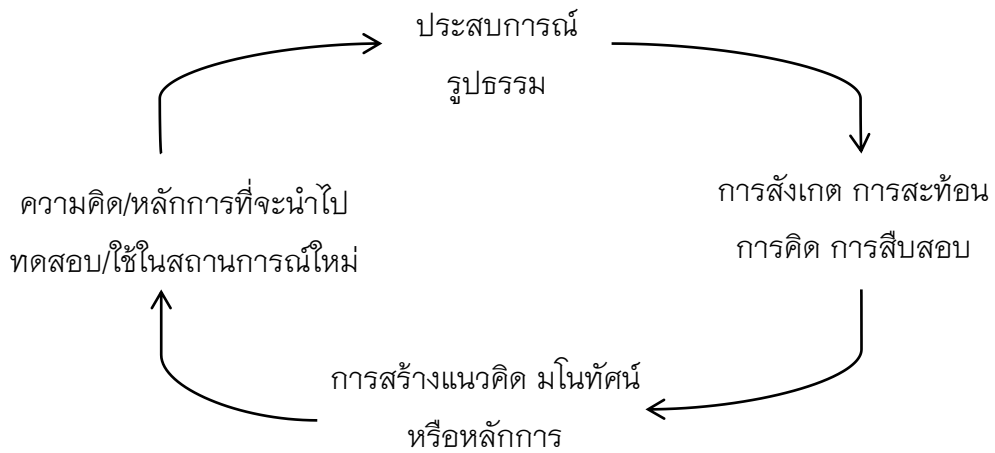 ประสบการณ์
รูปธรรม
การสังเกต การสะท้อน
การคิด การสืบสอบ
การสร้างแนวคิด มโนทัศน์
หรือหลักการ
ความคิด/หลักการที่จะนำไป
ทดสอบ/ใช้ในสถานการณ์ใหม่